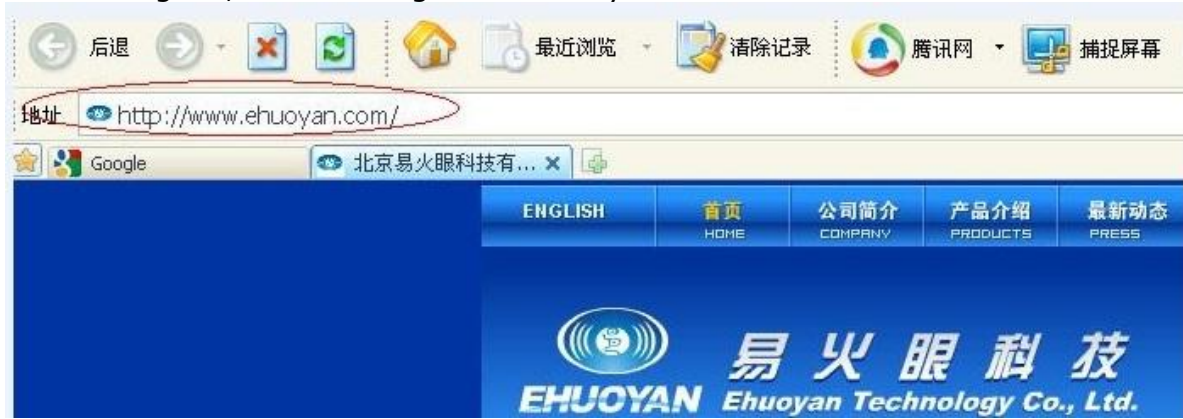 后退 最近浏览 清除记录 腾讯网 捕捉屏幕
地址 http://www.ehuoyan.com/
Google 北京易火眼科技有...
ENGLISH 首页 公司简介 产品介绍 最新动态
HOME COMPANY PRODUCTS PRESS
易火眼科技
EHUOYAN Ehuoyan Technology Co., Ltd.